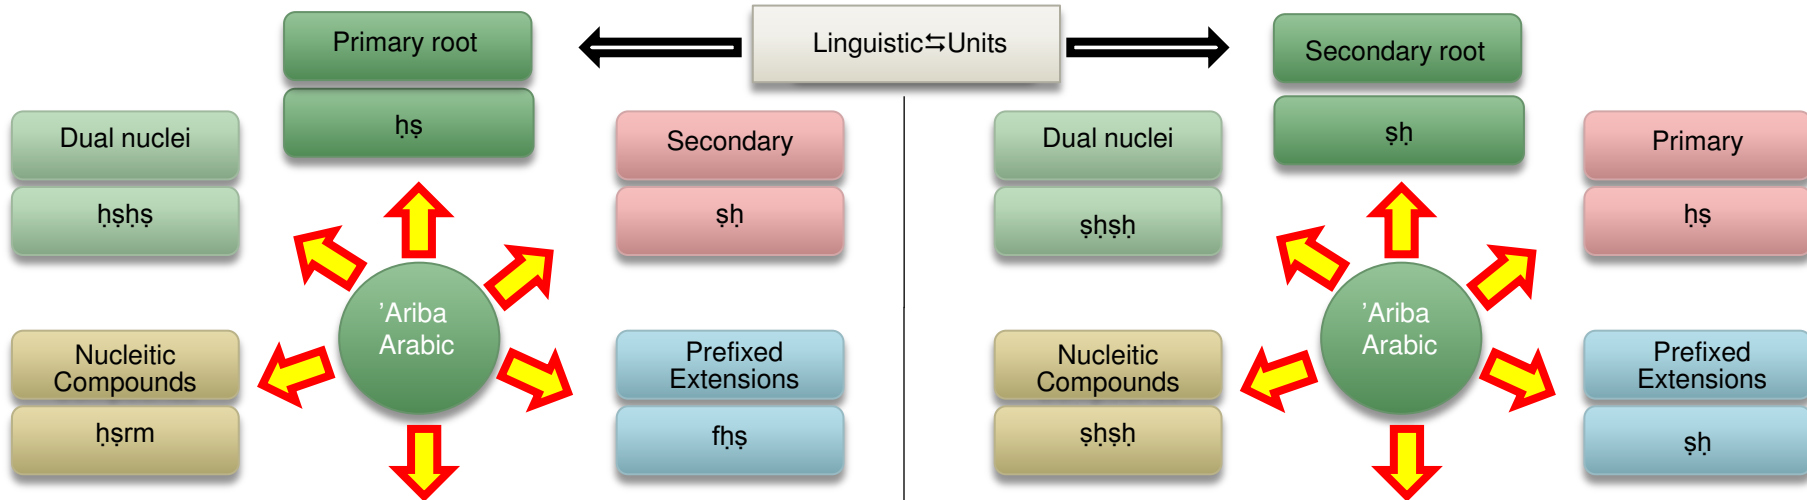 Linguistic⇆Units
Primary root
ḥṣ
Dual nuclei
ḥṣḥṣ
Secondary
ṣḥ
'Ariba
Arabic
Nucleitic
Compounds
ḥṣrm
Prefixed
Extensions
fḥṣ
Secondary root
ṣḥ
Dual nuclei
ṣḥṣḥ
Primary
ḥṣ
'Ariba
Arabic
Nucleitic
Compounds
ṣḥṣḥ
Prefixed
Extensions
ṣḥ